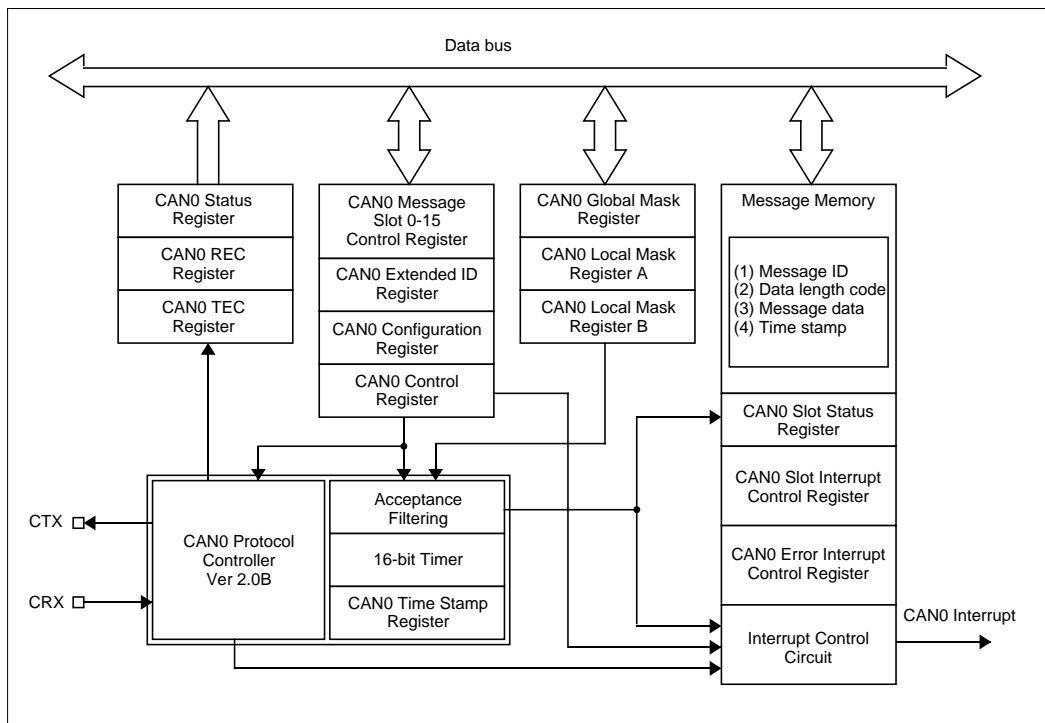 Data bus
CAN0 Status
Register
CAN0 REC
Register
CAN0 TEC
Register
CAN0 Message
Slot 0-15
Control Register
CAN0 Extended ID
Register
CAN0 Configuration
Register
CAN0 Control
Register
CAN0 Global Mask
Register
CAN0 Local Mask
Register A
CAN0 Local Mask
Register B
Message Memory
(1) Message ID
(2) Data length code
(3) Message data
(4) Time stamp
CAN0 Slot Status
Register
CAN0 Slot Interrupt
Control Register
CAN0 Error Interrupt
Control Register
Interrupt Control
Circuit
CAN0 Interrupt
CTX
CRX
CAN0 Protocol
Controller
Ver 2.0B
Acceptance
Filtering
16-bit Timer
CAN0 Time Stamp
Register